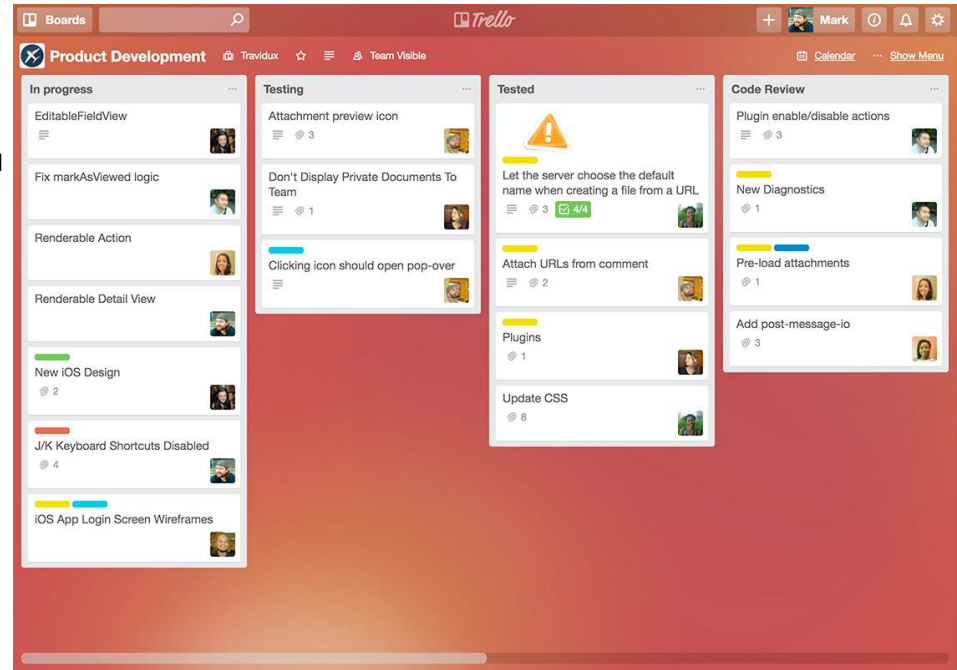 Boards
Trello
Mark
Product Development
Travidux
Team Visible
Calendar
... Show Menu
In progress
EditableFieldView
Fix markAsViewed logic
Renderable Action
Renderable Detail View
New iOS Design
2
J/K Keyboard Shortcuts Disabled
4
iOS App Login Screen Wireframes
Testing
Attachment preview icon
3
Don't Display Private Documents To
Team
1
Clicking icon should open pop-over
Tested
Let the server choose the default
name when creating a file from a URL
3 4/4
Attach URLs from comment
2
Plugins
1
Update CSS
8
Code Review
Plugin enable/disable actions
3
New Diagnostics
1
Pre-load attachments
1
Add post-message-io
3